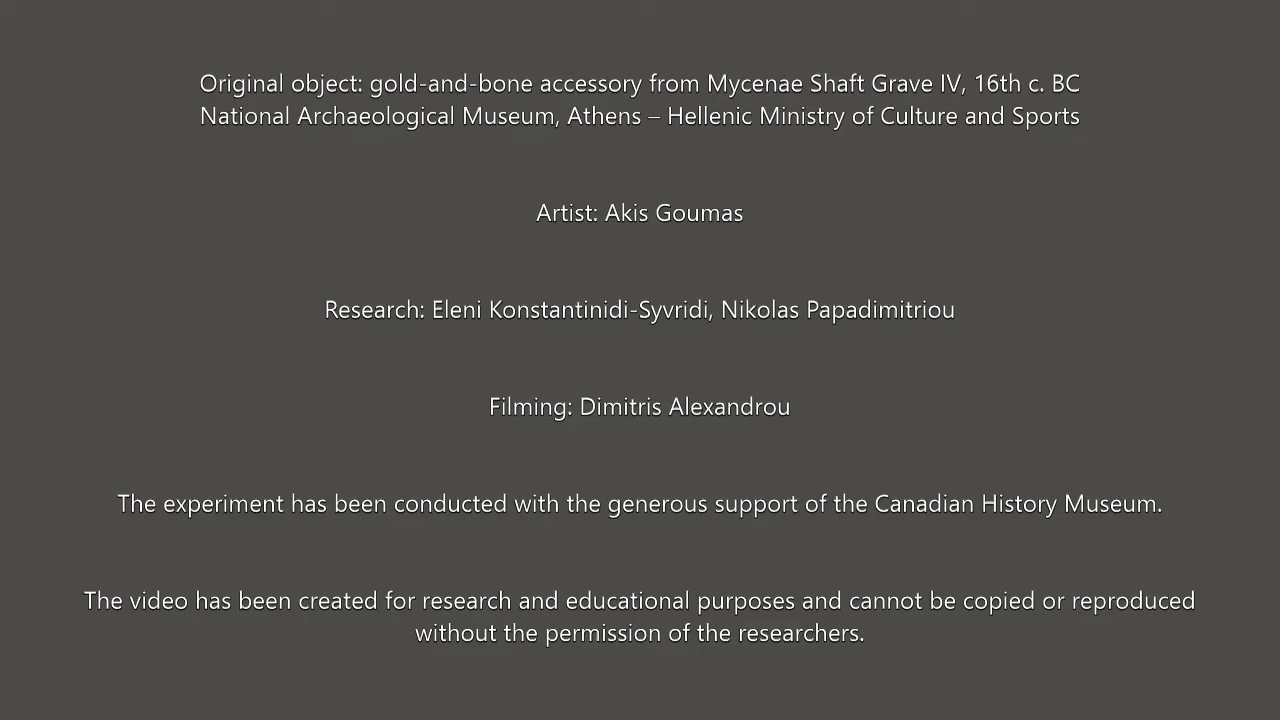 Original object: gold-and-bone accessory from Mycenae Shaft Grave IV, 16th c. BC
National Archaeological Museum, Athens – Hellenic Ministry of Culture and Sports
Artist: Akis Goumas
Research: Eleni Konstantinidi-Syvridi, Nikolas Papadimitriou
Filming: Dimitris Alexandrou
The experiment has been conducted with the generous support of the Canadian History Museum.
The video has been created for research and educational purposes and cannot be copied or reproduced
without the permission of the researchers.